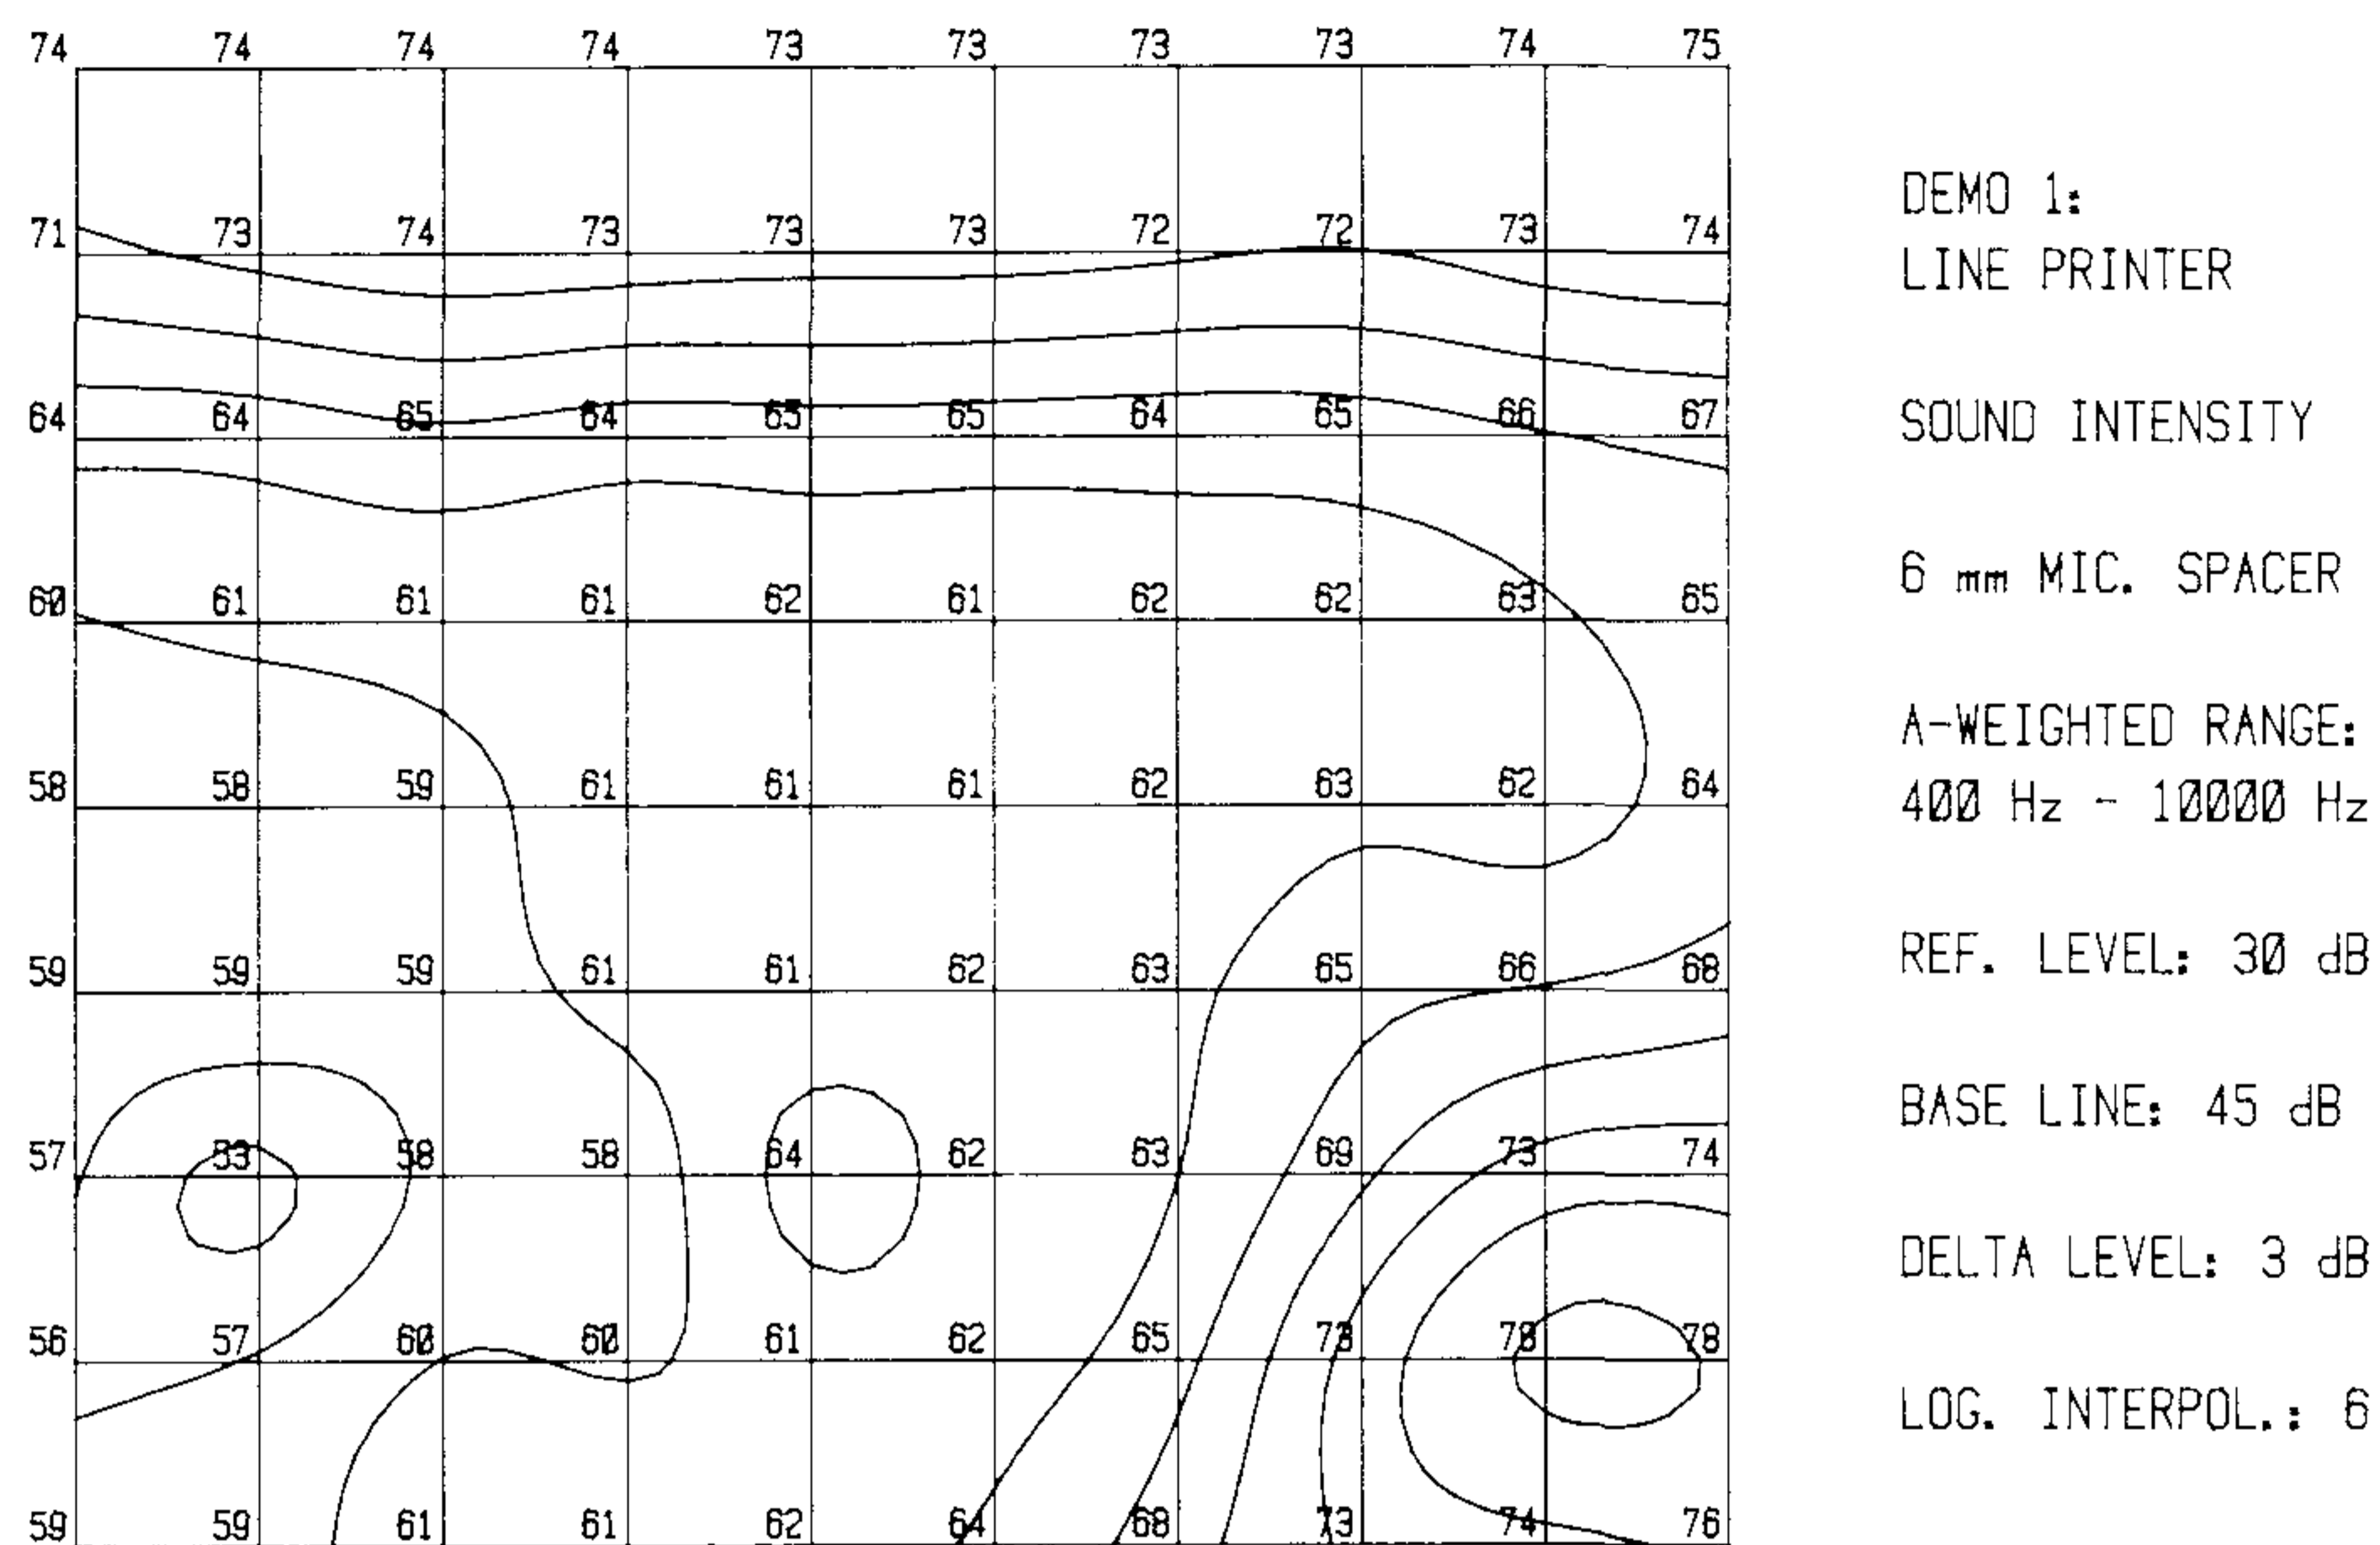 74 74 74 74 73 73 73 73 74 75
71 73 74 73 73 73 72 72 73 74
64 64 65 64 65 65 64 65 66 67
60 61 61 61 62 61 62 62 63 65
58 58 59 61 61 61 62 63 62 64
59 59 59 61 61 62 63 65 66 68
57 53 58 58 64 62 63 69 73 74
56 57 60 60 61 62 65 78
59 59 61 61 62 64 68 73 74 76
DEMO 1:
LINE PRINTER
SOUND INTENSITY
6 mm MIC. SPACER
A-WEIGHTED RANGE:
400 Hz - 10000 Hz
REF. LEVEL: 30 dB
BASE LINE: 45 dB
DELTA LEVEL: 3 dB
LOG. INTERPOL.: 6